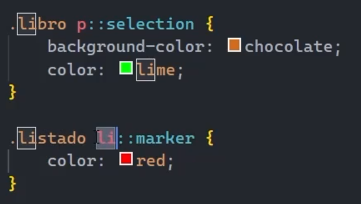 .libro p::selection {
background-color: chocolate;
color: lime;
}
.listado li::marker {
color: red;
}